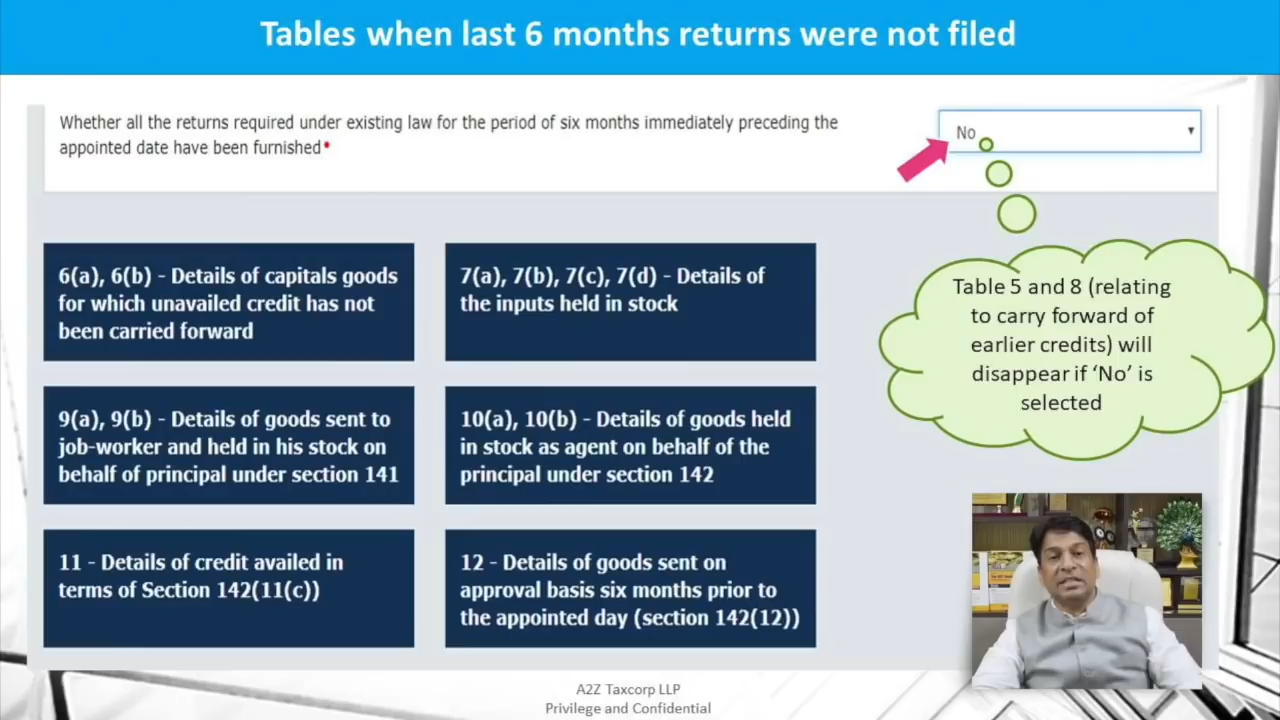 Tables when last 6 months returns were not filed
Whether all the returns required under existing law for the period of six months immediately preceding the
appointed date have been furnished•
No
6(a), 6(b) - Details of capitals goods
for which unavailed credit has not
been carried forward
7(a), 7(b), 7(c), 7(d) - Details of
the inputs held in stock
Table 5 and 8 (relating
to carry forward of
earlier credits) will
disappear if ‘No’ is
selected
9(a), 9(b) - Details of goods sent to
job-worker and held in his stock on
behalf of principal under section 141
10(a), 10(b) - Details of goods held
in stock as agent on behalf of the
principal under section 142
11 - Details of credit availed in
terms of Section 142(11(c))
12 - Details of goods sent on
approval basis six months prior to
the appointed day (section 142(12))
A2Z Taxcorp LLP
Privilege and Confidential